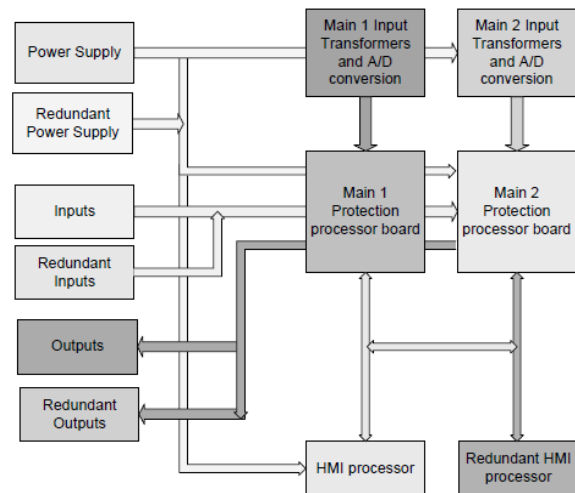 Power Supply
Main 1 Input
Transformers
and A/D
conversion
Main 2 Input
Transformers
and A/D
conversion
Redundant
Power Supply
Inputs
Main 1
Protection
processor board
Main 2
Protection
processor board
Redundant
Inputs
Outputs
Redundant
Outputs
HMI processor
Redundant HMI
processor